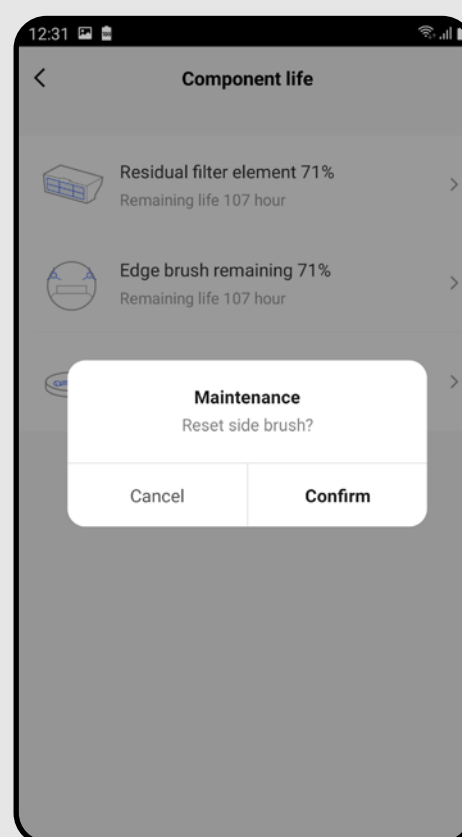 12:31
Component life
Residual filter element 71%
Remaining life 107 hour
Edge brush remaining 71%
Remaining life 107 hour
Maintenance
Reset side brush?
Cancel
Confirm